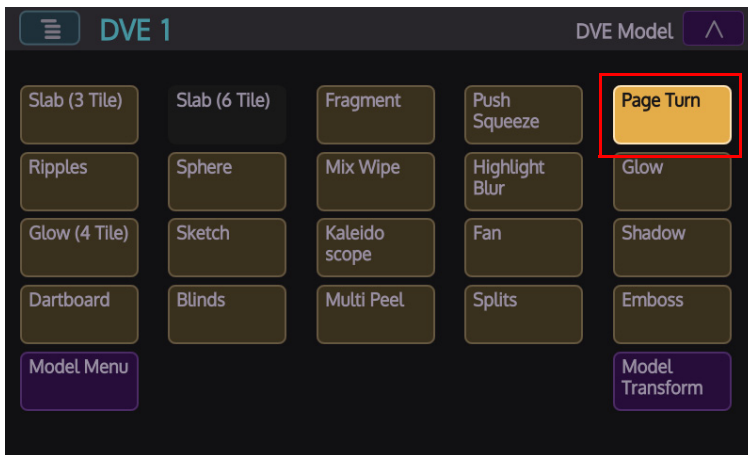 DVE 1
DVE Model
Slab (3 Tile)
Slab (6 Tile)
Fragment
Push
Squeeze
Page Turn
Ripples
Sphere
Mix Wipe
Highlight
Blur
Glow
Glow (4 Tile)
Sketch
Kaleido
scope
Fan
Shadow
Dartboard
Blinds
Multi Peel
Splits
Emboss
Model Menu
Model
Transform